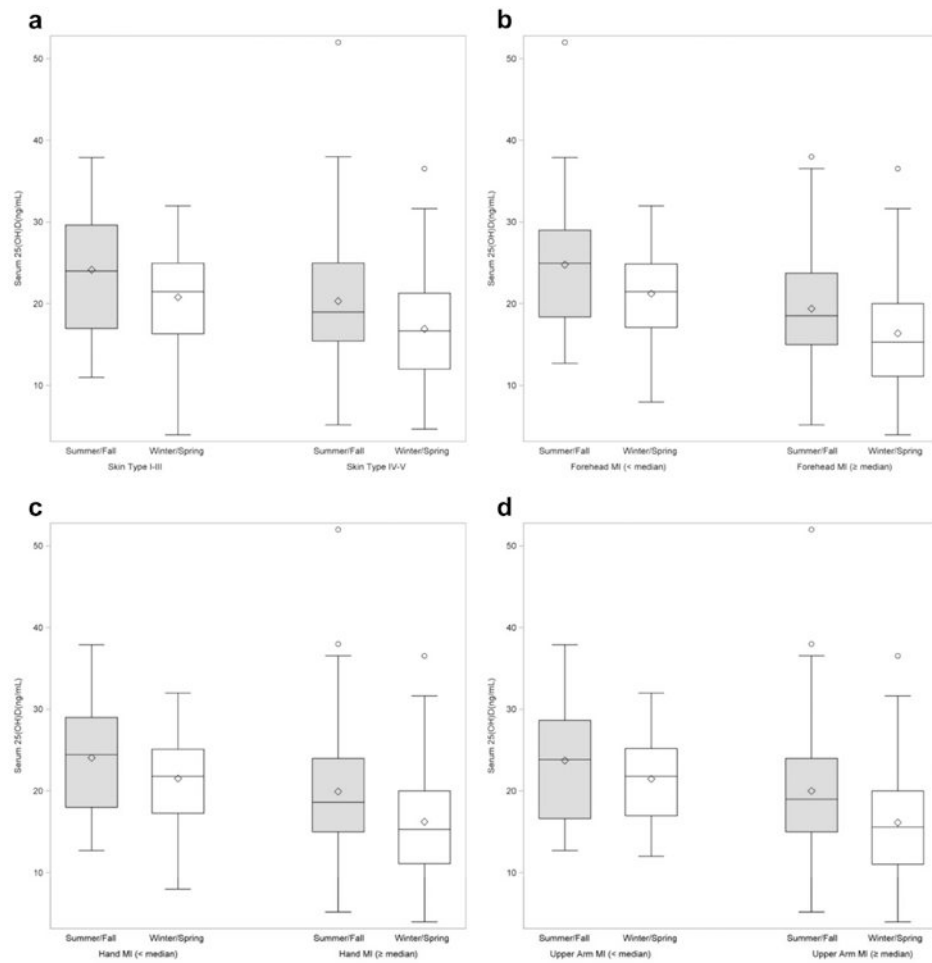 a
50
40
30
20
10
Serum 25(OH)D(ng/mL)
Summer/Fall Winter/Spring Summer/Fall Winter/Spring
Skin Type I-III Skin Type IV-V
b
50
40
30
20
10
Serum 25(OH)D(ng/mL)
Summer/Fall Winter/Spring Summer/Fall Winter/Spring
Forehead MI (< median) Forehead MI (≥ median)
c
50
40
30
20
10
Serum 25(OH)D(ng/mL)
Summer/Fall Winter/Spring Summer/Fall Winter/Spring
Hand MI (< median) Hand MI (≥ median)
d
50
40
30
20
10
Serum 25(OH)D(ng/mL)
Summer/Fall Winter/Spring Summer/Fall Winter/Spring
Upper Arm MI (< median) Upper Arm MI (≥ median)